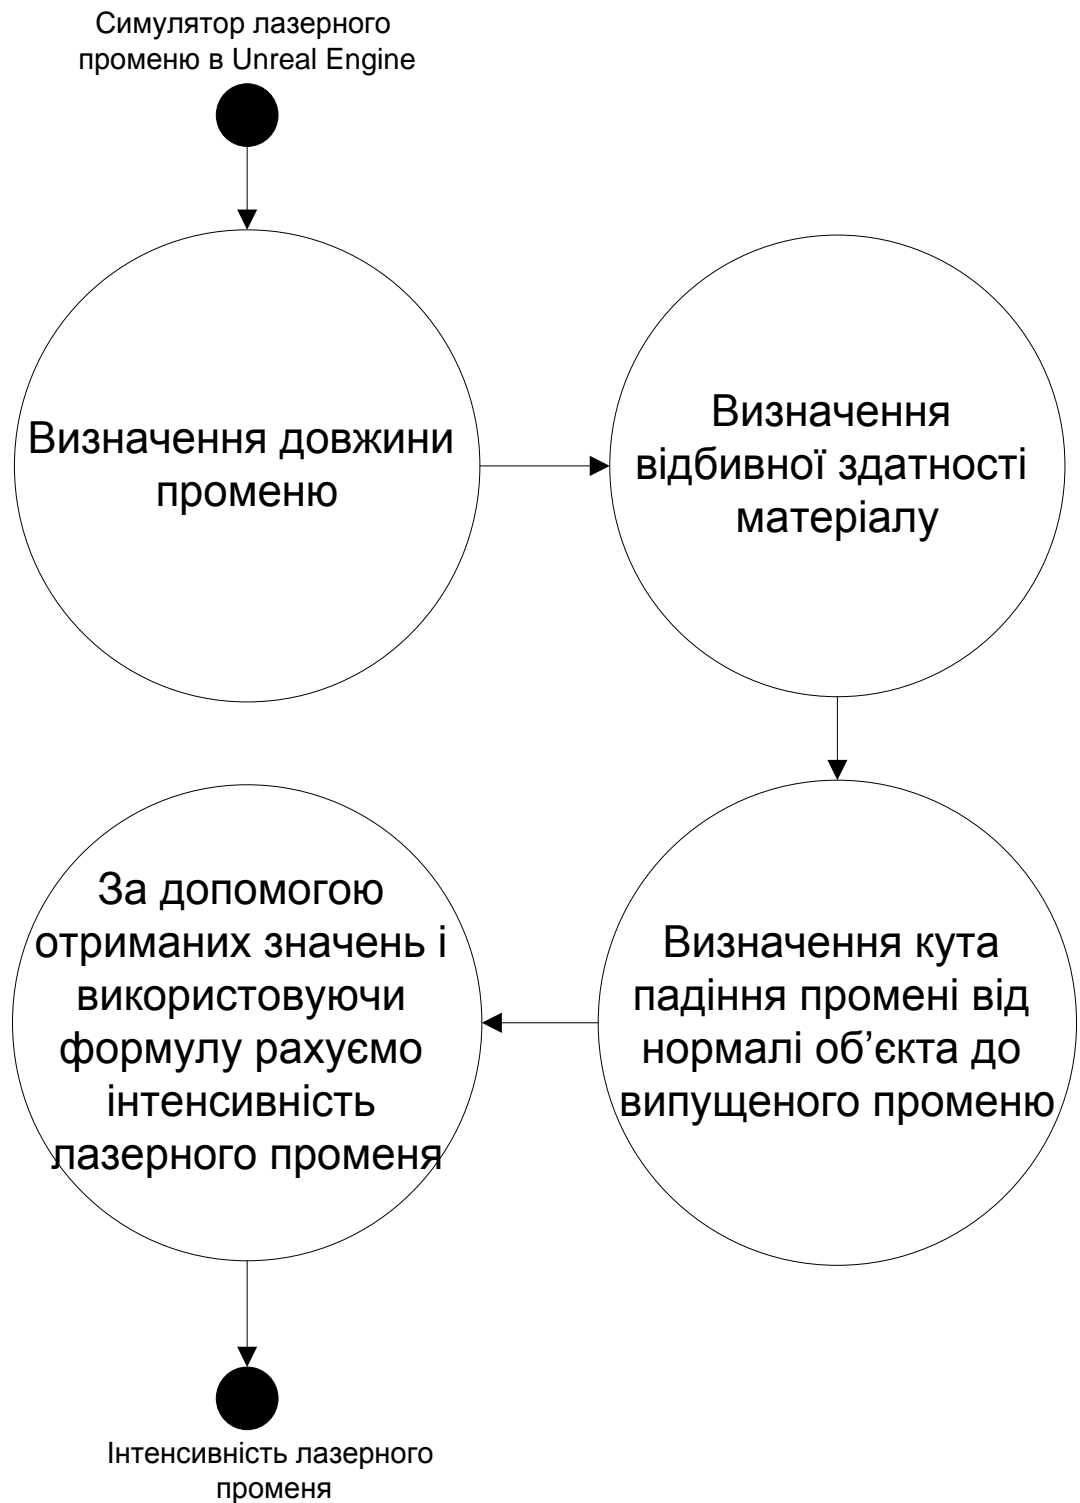 Симулятор лазерного
променю в Unreal Engine
Визначення довжини
променю
Визначення
відбивної здатності
матеріалу
Визначення кута
падіння промені від
нормалі об’єкта до
випущеного променю
За допомогою
отриманих значень і
використовуючи
формулу рахуємо
інтенсивність
лазерного променя
Інтенсивність лазерного
променя